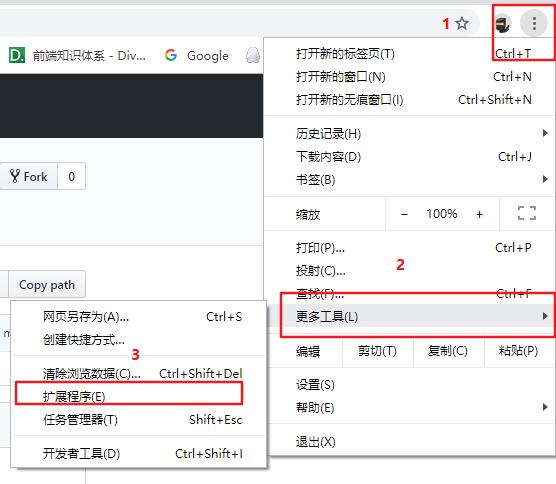 1
前端知识体系 - Div...
Google
打开新的标签页(T) Ctrl+T
打开新的窗口(N) Ctrl+N
打开新的无痕窗口(I) Ctrl+Shift+N
历史记录(H)
下载内容(D) Ctrl+J
书签(B)
缩放 − 100% +
打印(P)... Ctrl+P
投射(C)...
2
查找(F)... Ctrl+F
更多工具(L)
编辑 剪切(T) 复制(C) 粘贴(P)
设置(S)
帮助(E)
退出(X)
Fork 0
Copy path
m
网页另存为(A)... Ctrl+S
创建快捷方式...
3
清除浏览数据(C)... Ctrl+Shift+Del
扩展程序(E)
任务管理器(T) Shift+Esc
开发者工具(D) Ctrl+Shift+I